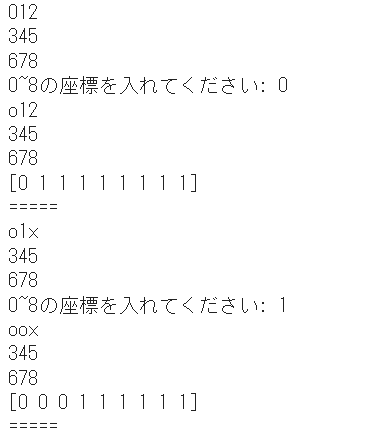 012
345
678
0~8の座標を入れてください: 0
o12
345
678
[0 1 1 1 1 1 1 1 1]
=====
o1x
345
678
0~8の座標を入れてください: 1
oox
345
678
[0 0 0 1 1 1 1 1 1]
=====